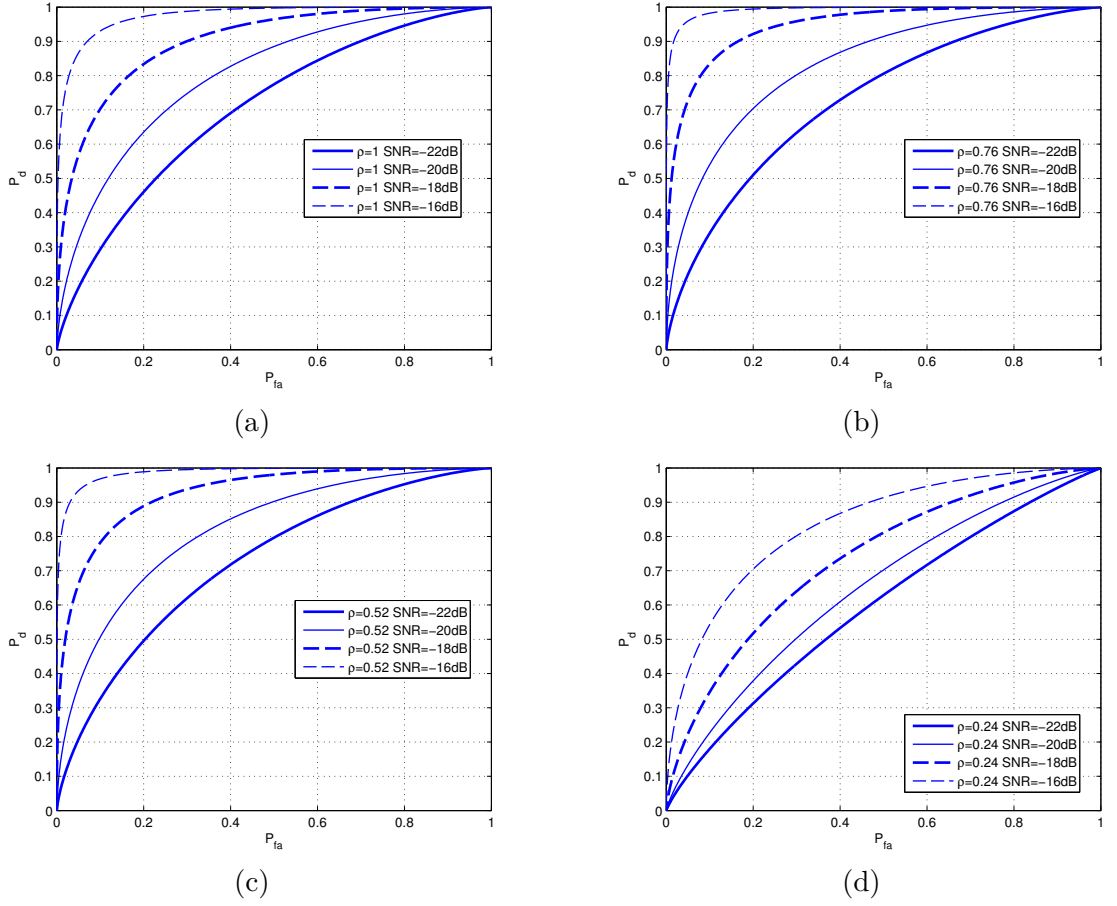 1
0.9
0.8
0.7
0.6
0.5
0.4
0.3
0.2
0.1
0
P_d
0 0.2 0.4 0.6 0.8 1
P_fa
ρ=1 SNR=−22dB
ρ=1 SNR=−20dB
ρ=1 SNR=−18dB
ρ=1 SNR=−16dB
(a)
1
0.9
0.8
0.7
0.6
0.5
0.4
0.3
0.2
0.1
0
P_d
0 0.2 0.4 0.6 0.8 1
P_fa
ρ=0.76 SNR=−22dB
ρ=0.76 SNR=−20dB
ρ=0.76 SNR=−18dB
ρ=0.76 SNR=−16dB
(b)
1
0.9
0.8
0.7
0.6
0.5
0.4
0.3
0.2
0.1
0
P_d
0 0.2 0.4 0.6 0.8 1
P_fa
ρ=0.52 SNR=−22dB
ρ=0.52 SNR=−20dB
ρ=0.52 SNR=−18dB
ρ=0.52 SNR=−16dB
(c)
1
0.9
0.8
0.7
0.6
0.5
0.4
0.3
0.2
0.1
0
P_d
0 0.2 0.4 0.6 0.8 1
P_fa
ρ=0.24 SNR=−22dB
ρ=0.24 SNR=−20dB
ρ=0.24 SNR=−18dB
ρ=0.24 SNR=−16dB
(d)